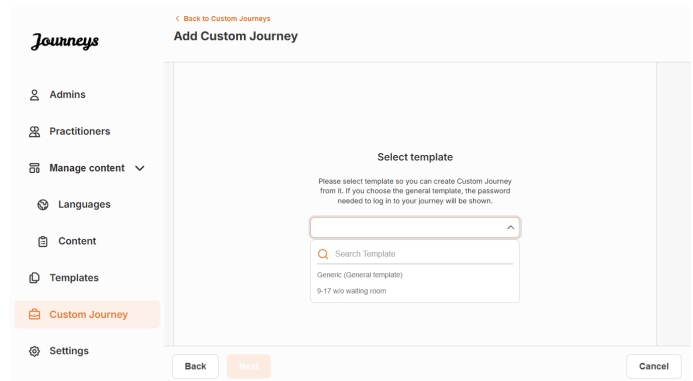 Journeys
Admins
Practitioners
Manage content
Languages
Content
Templates
Custom Journey
Settings
Back to Custom Journeys
Add Custom Journey
Select template
Please select template so you can create Custom Journey
from it. If you choose the general template, the password
needed to log in to your journey will be shown.
Search Template
Generic (General template)
9-17 w/o waiting room
Back
Next
Cancel